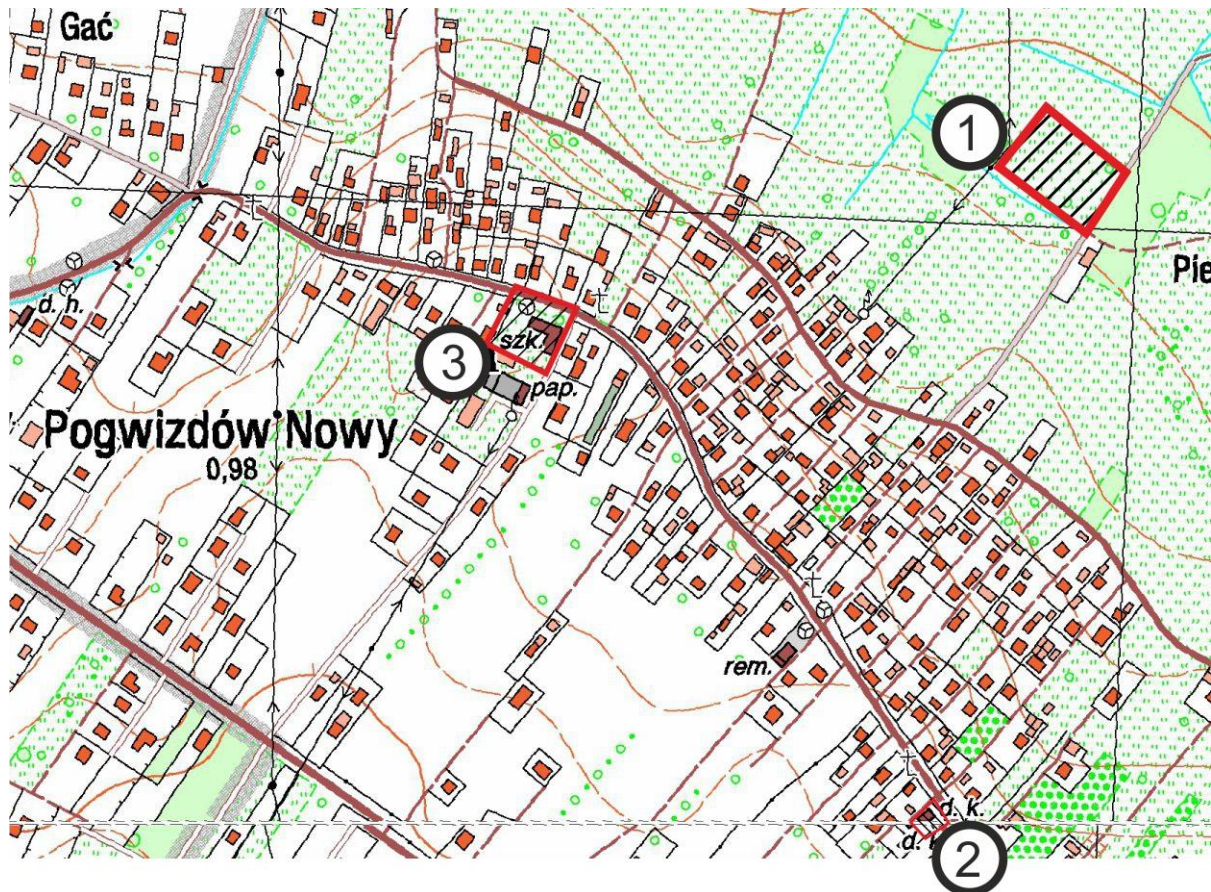 Gać
1
Pie
d. h.
szk.
3
pap.
Pogwizdów Nowy
0,98
rem.
d. k.
2